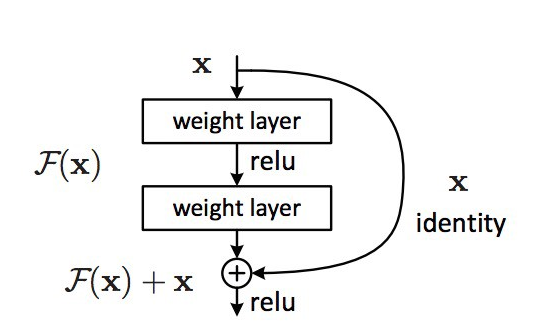 x
weight layer
relu
F(x)
x
weight layer
identity
F(x) + x
+
relu